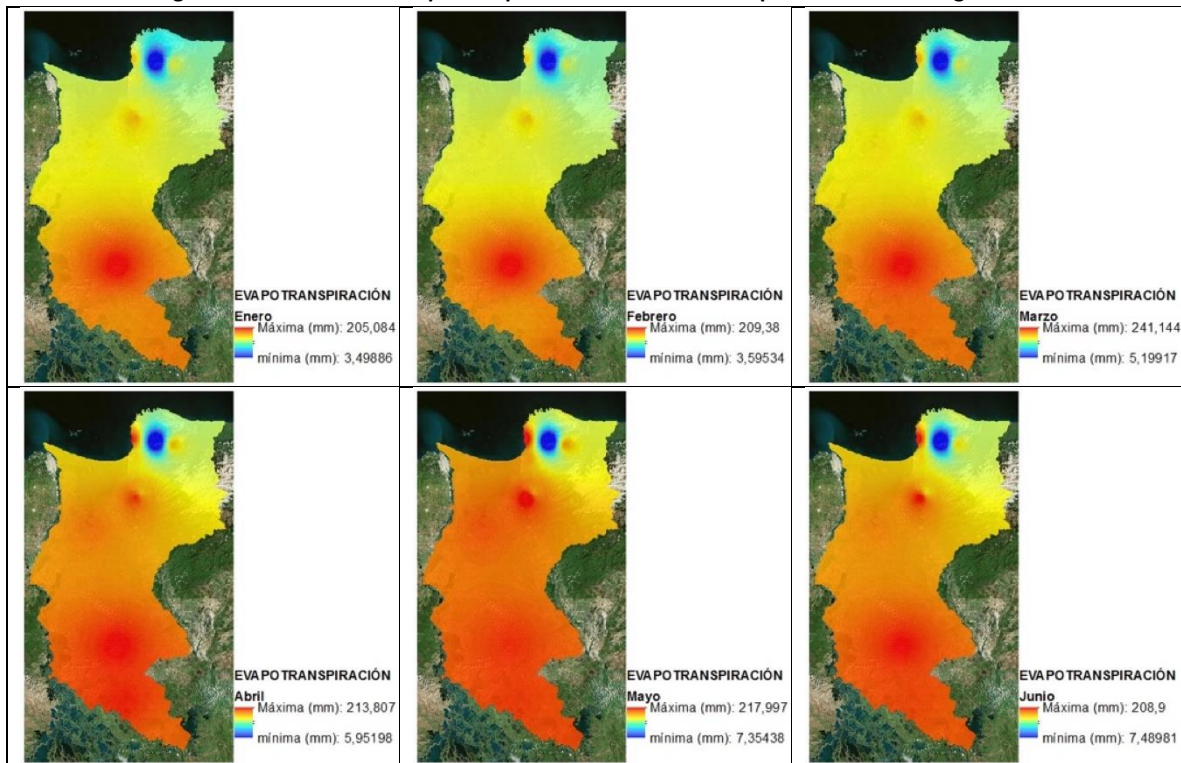 EVAPOTRANSPIRACIÓN
Enero
Máxima (mm): 205,084
mínima (mm): 3,49886
EVAPOTRANSPIRACIÓN
Febrero
Máxima (mm): 209,38
mínima (mm): 3,59534
EVAPOTRANSPIRACIÓN
Marzo
Máxima (mm): 241,144
mínima (mm): 5,19917
EVAPOTRANSPIRACIÓN
Abril
Máxima (mm): 213,807
mínima (mm): 5,95198
EVAPOTRANSPIRACIÓN
Mayo
Máxima (mm): 217,997
mínima (mm): 7,35438
EVAPOTRANSPIRACIÓN
Junio
Máxima (mm): 208,9
mínima (mm): 7,48981